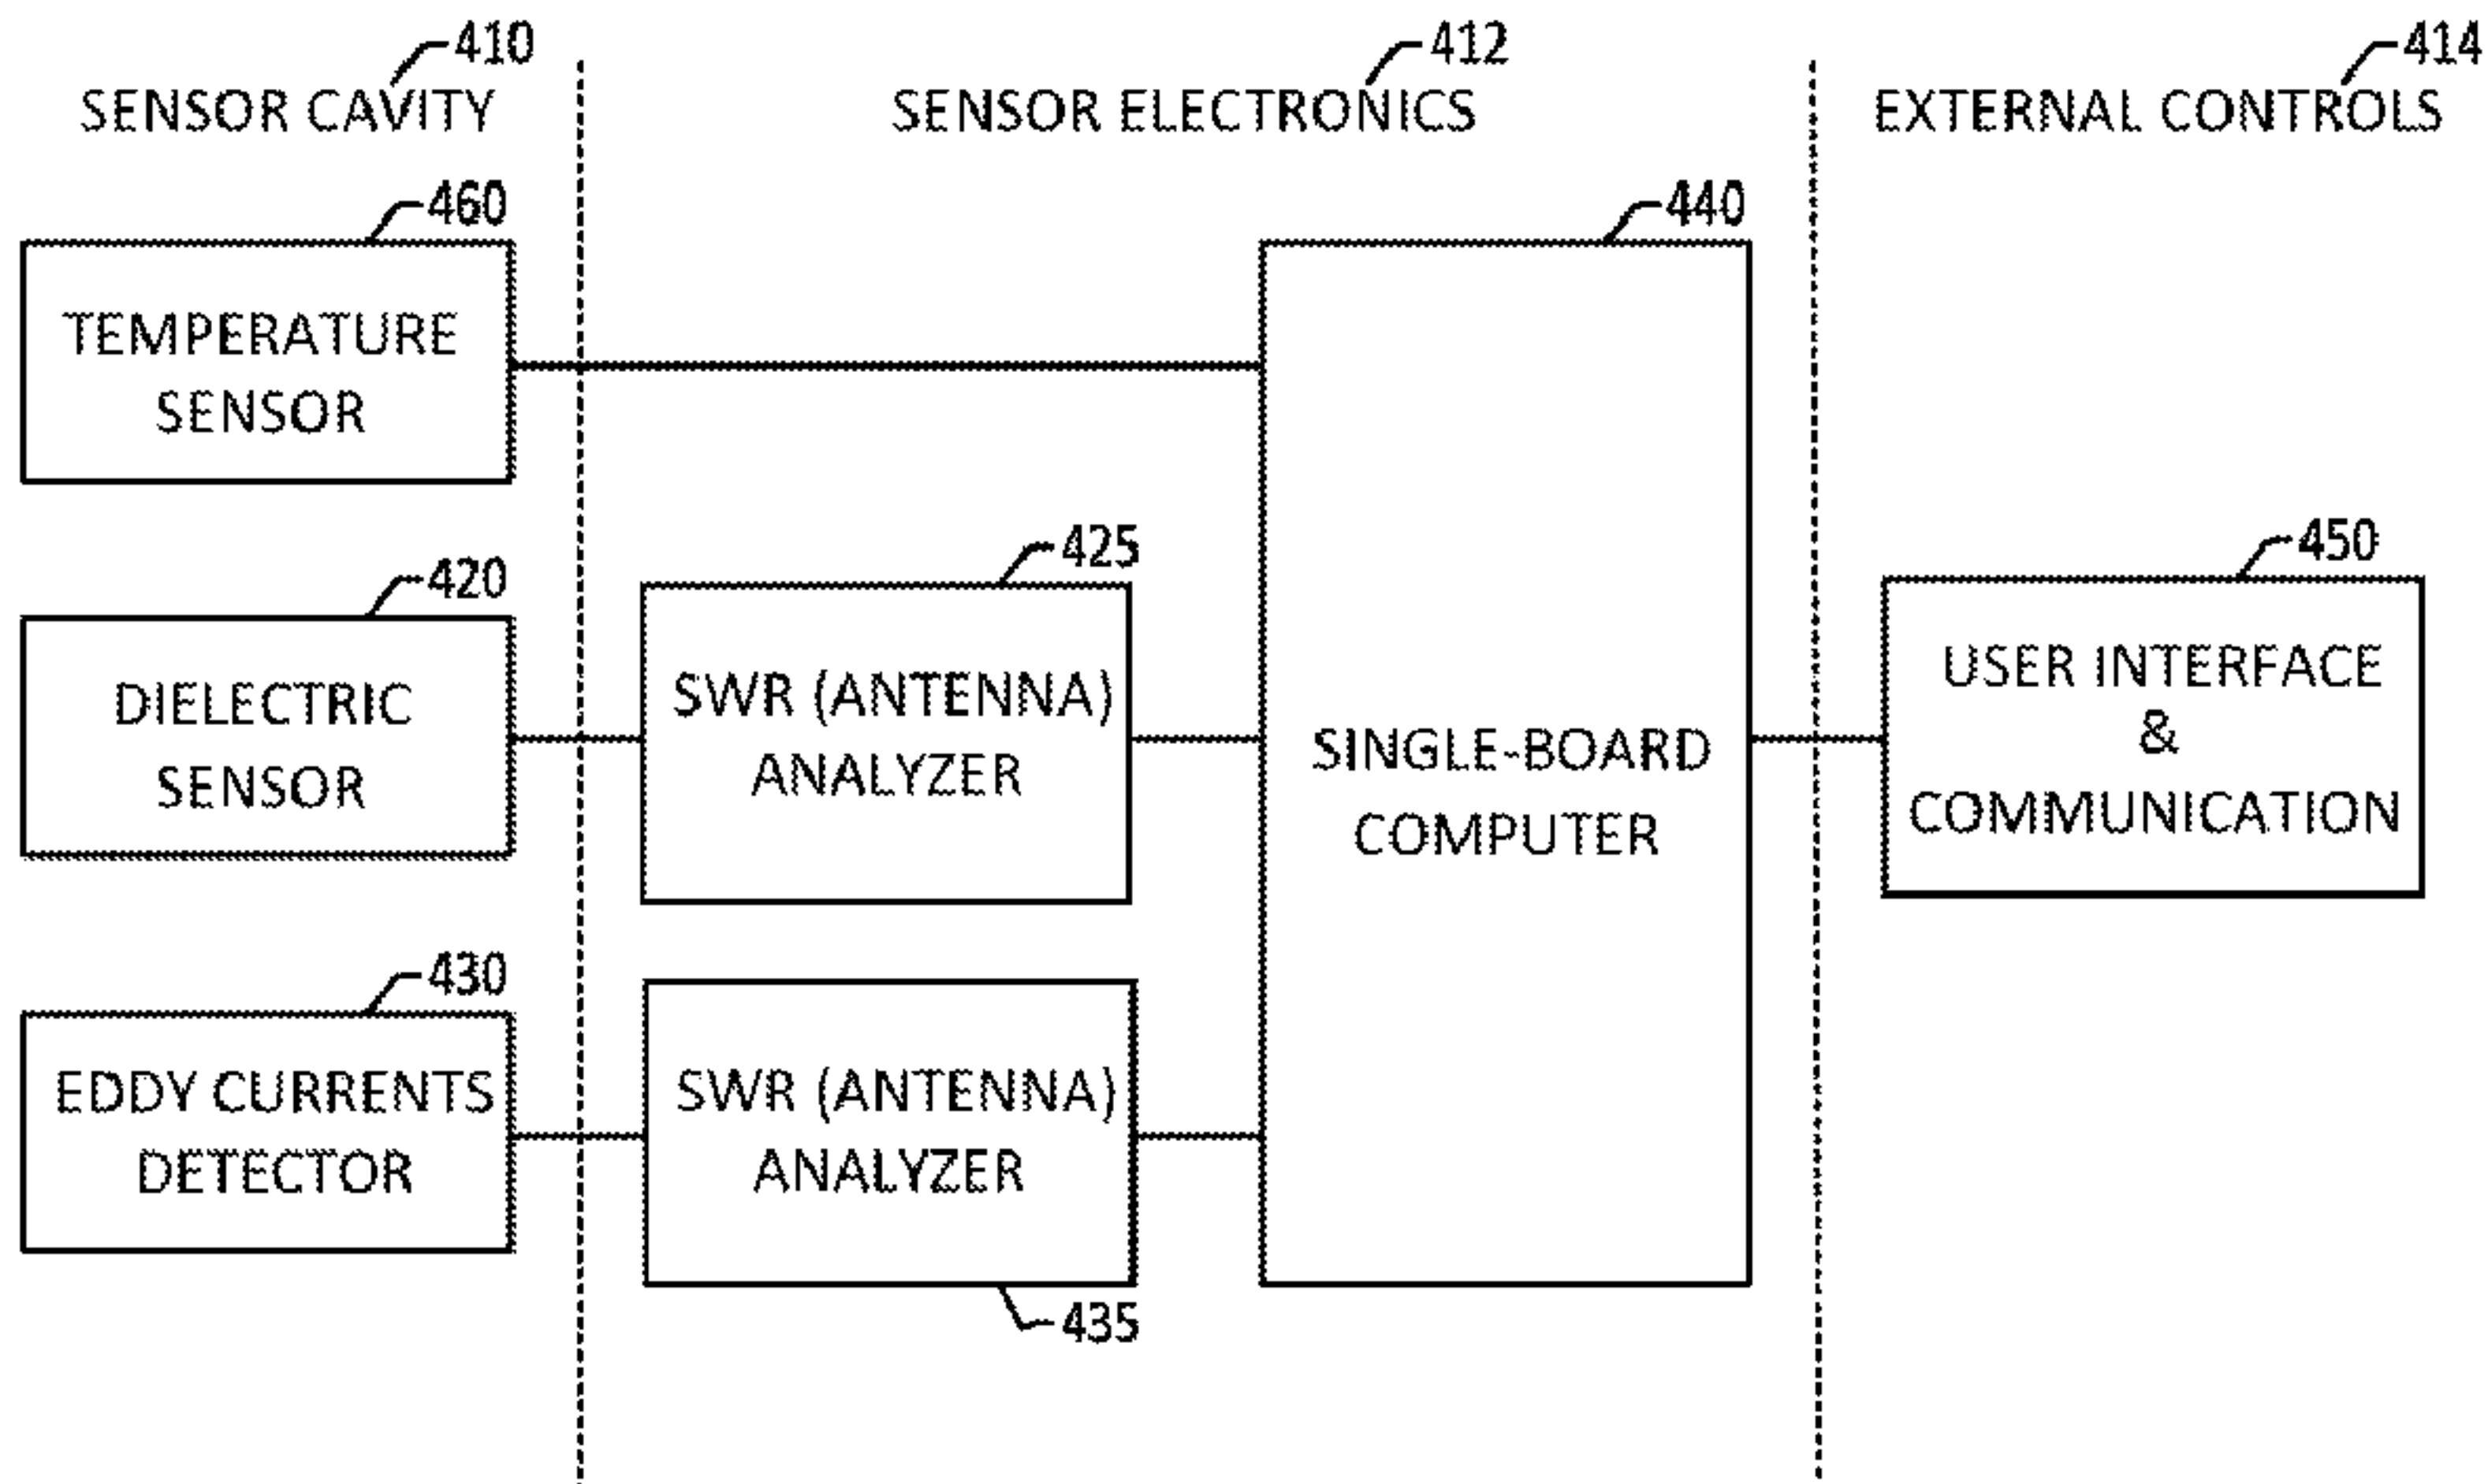 410
412
414
SENSOR CAVITY
SENSOR ELECTRONICS
EXTERNAL CONTROLS
460
440
TEMPERATURE
SENSOR
425
450
420
DIELECTRIC
SENSOR
SWR (ANTENNA)
ANALYZER
SINGLE-BOARD
COMPUTER
USER INTERFACE
&
COMMUNICATION
430
EDDY CURRENTS
DETECTOR
SWR (ANTENNA)
ANALYZER
435